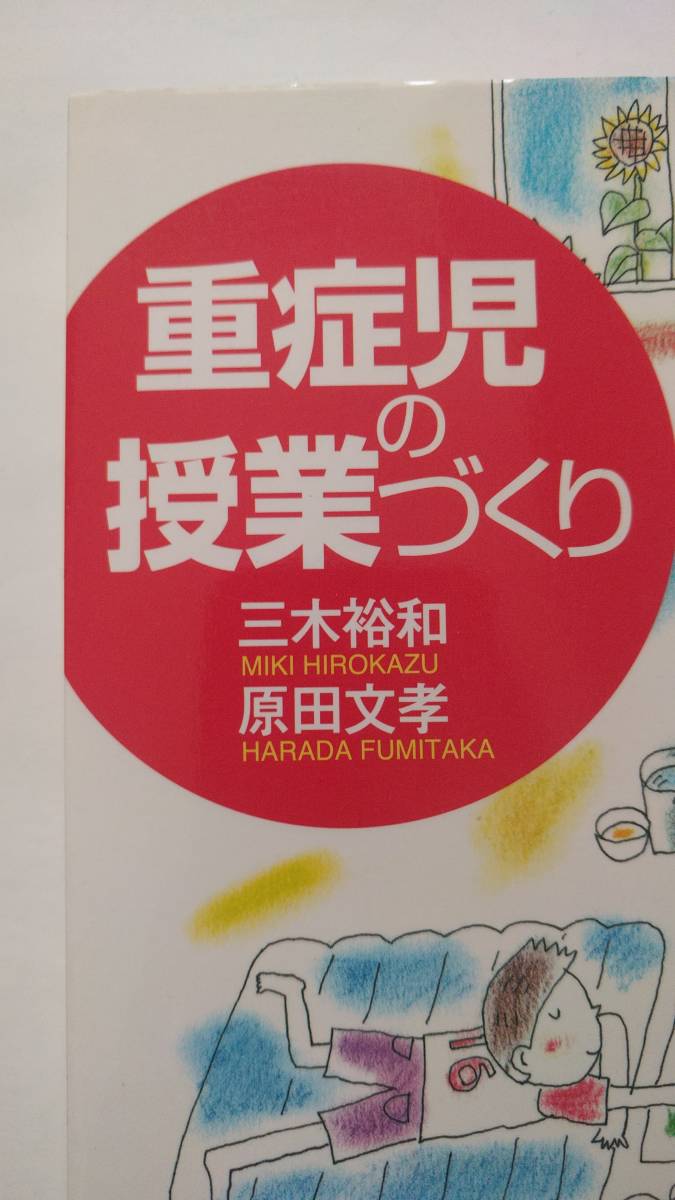 重症児の
授業づくり
三木裕和
MIKI HIROKAZU
原田文孝
HARADA FUMITAKA
16